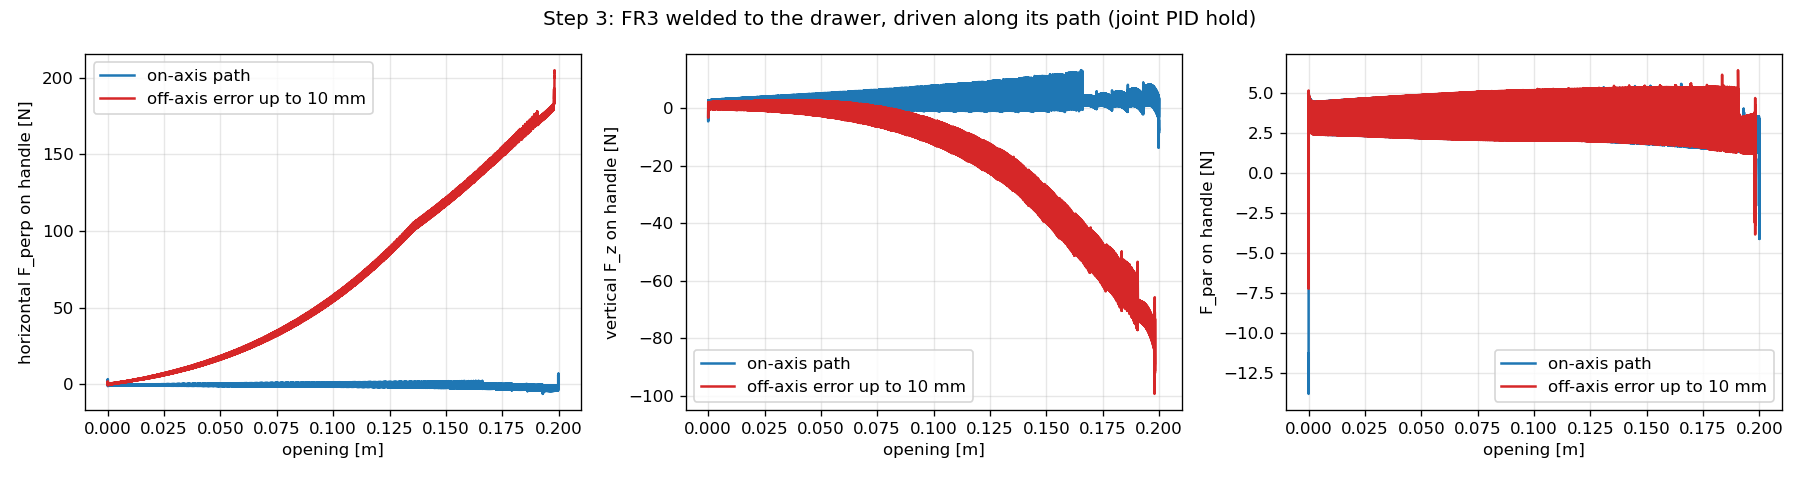 Step 3: FR3 welded to the drawer, driven along its path (joint PID hold)
horizontal F_perp on handle [N]
200
150
100
50
0
on-axis path
off-axis error up to 10 mm
0.000 0.025 0.050 0.075 0.100 0.125 0.150 0.175 0.200
opening [m]
vertical F_z on handle [N]
0
−20
−40
−60
−80
−100
on-axis path
off-axis error up to 10 mm
0.000 0.025 0.050 0.075 0.100 0.125 0.150 0.175 0.200
opening [m]
F_par on handle [N]
5.0
2.5
0.0
−2.5
−5.0
−7.5
−10.0
−12.5
on-axis path
off-axis error up to 10 mm
0.000 0.025 0.050 0.075 0.100 0.125 0.150 0.175 0.200
opening [m]